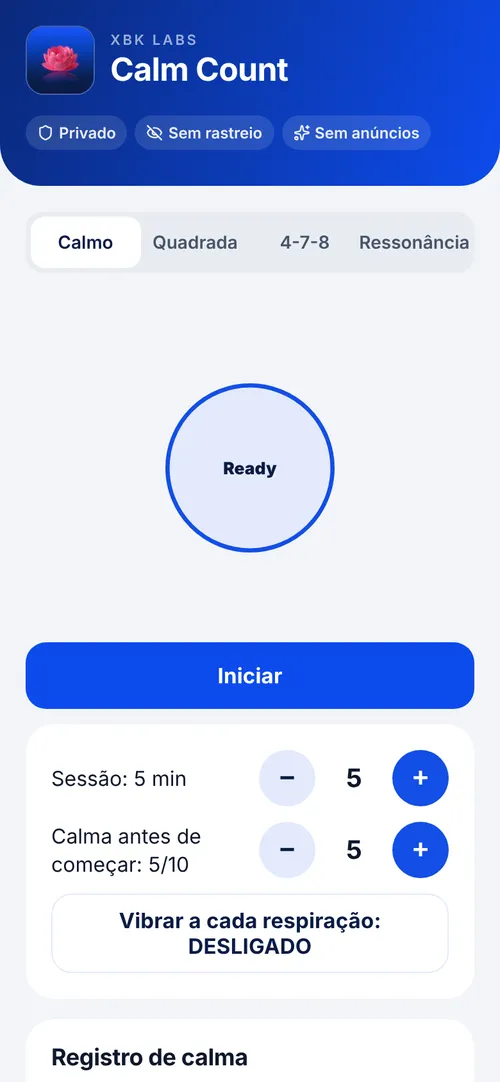 XBK LABS
Calm Count
Privado
Sem rastreio
Sem anúncios
Calmo
Quadrada
4-7-8
Ressonância
Ready
Iniciar
Sessão: 5 min
−
5
+
Calma antes de
começar: 5/10
−
5
+
Vibrar a cada respiração:
DESLIGADO
Registro de calma